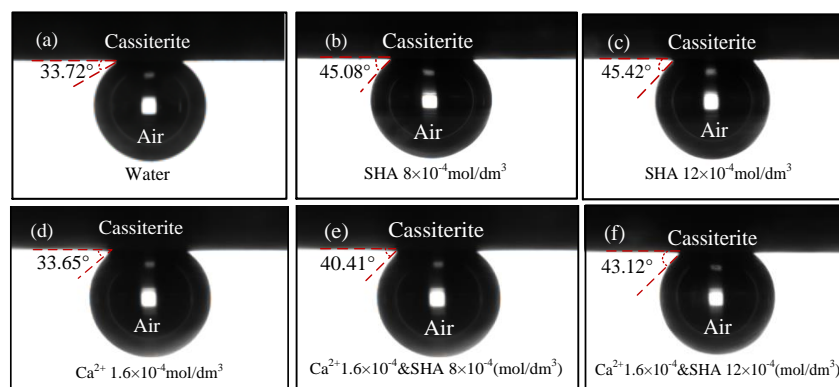 (a)
Cassiterite
33.72°
Air
Water
(b)
Cassiterite
45.08°
Air
SHA 8×10⁻⁴mol/dm³
(c)
Cassiterite
45.42°
Air
SHA 12×10⁻⁴mol/dm³
(d)
Cassiterite
33.65°
Air
Ca²⁺ 1.6×10⁻⁴mol/dm³
(e)
Cassiterite
40.41°
Air
Ca²⁺1.6×10⁻⁴&SHA 8×10⁻⁴(mol/dm³)
(f)
Cassiterite
43.12°
Air
Ca²⁺1.6×10⁻⁴&SHA 12×10⁻⁴(mol/dm³)